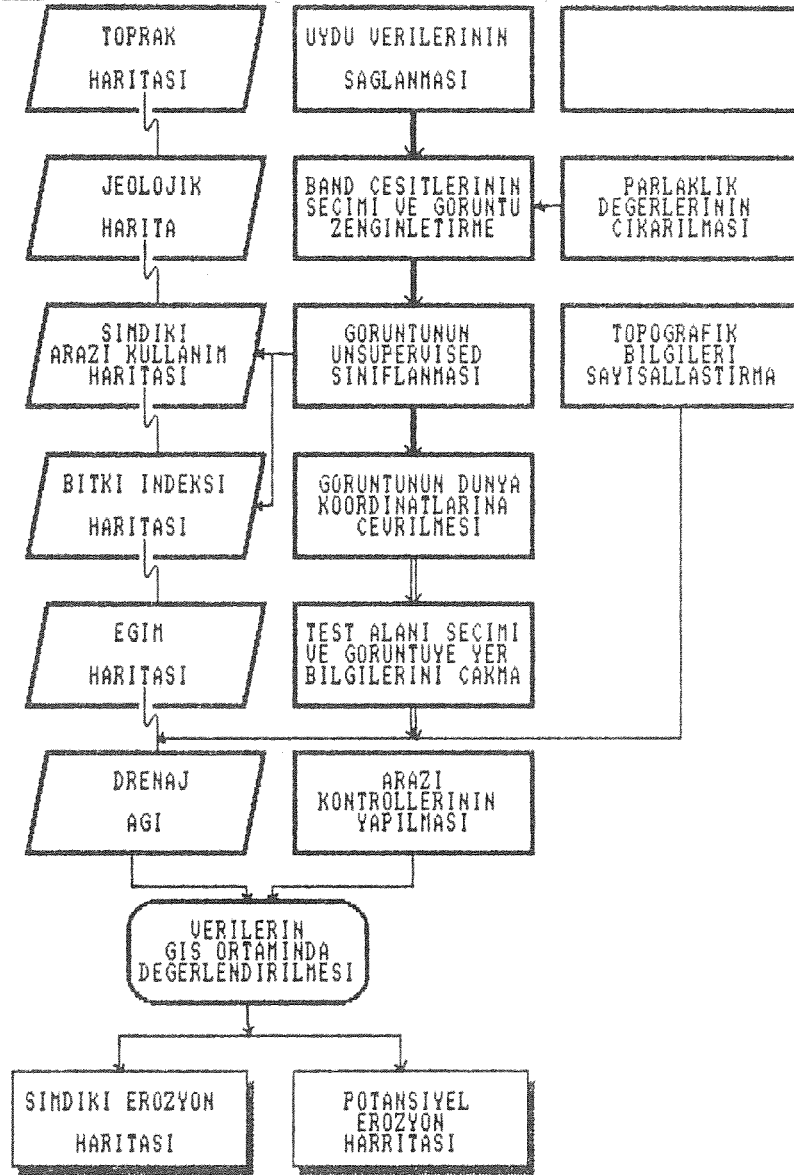 TOPRAK
HARITASI
UYDU VERILERININ
SAGLANMASI
JEOLOJIK
HARITA
BAND CESITLERININ
SECIMI VE GORUNTU
ZENGINLETIRME
PARLAKLIK
DEGERLERININ
CIKARILMASI
SIMDIKI
ARAZI KULLANIM
HARITASI
GORUNTUNUN
UNSUPERVISED
SINIFLANMASI
TOPOGRAFIK
BILGILERI
SAYISALLASTIRMA
BITKI INDEKSI
HARITASI
GORUNTUNUN DUNYA
KOORDINATLARINA
CEVRILMESI
EGIM
HARITASI
TEST ALANI SECIMI
VE GORUNTUYE YER
BILGILERINI CAKMA
DRENAJ
AGI
ARAZI
KONTROLLERININ
YAPILMASI
VERILERIN
GIS ORTAMINDA
DEGERLENDIRILMESI
SIMDIKI EROZYON
HARITASI
POTANSIYEL
EROZYON
HARRITASI